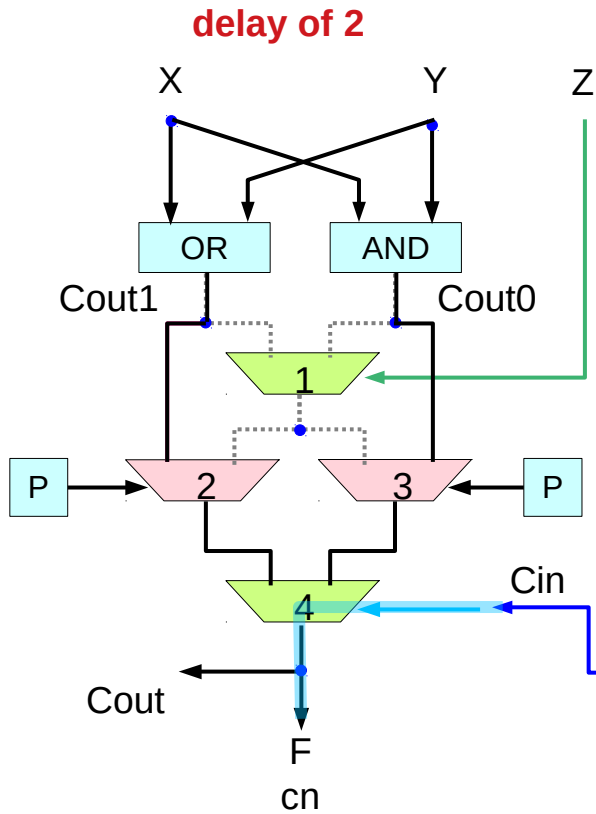 delay of 2
X Y Z
OR AND
Cout1 Cout0
1
P 2 3 P
Cin
4
Cout
F
cn